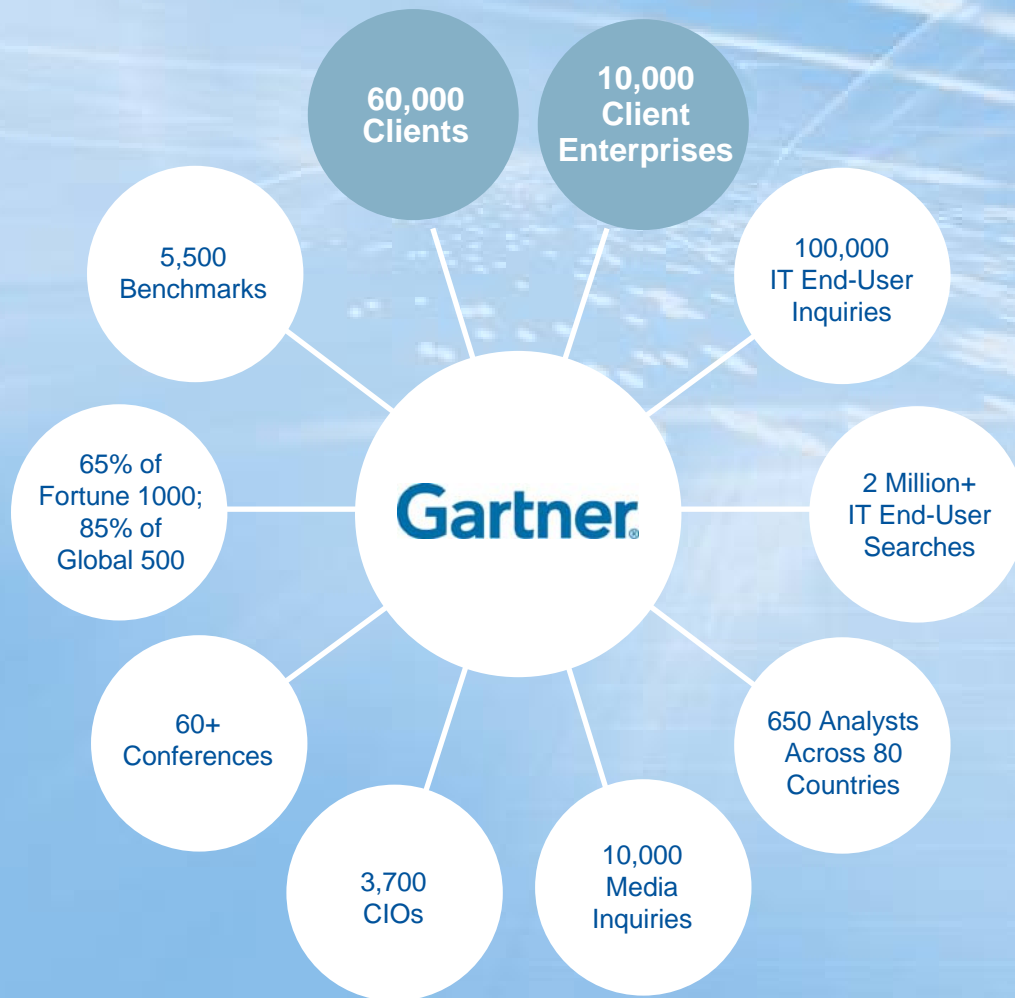 60,000
Clients
10,000
Client
Enterprises
5,500
Benchmarks
100,000
IT End-User
Inquiries
65% of
Fortune 1000;
85% of
Global 500
Gartner®
2 Million+
IT End-User
Searches
60+
Conferences
650 Analysts
Across 80
Countries
3,700
CIOs
10,000
Media
Inquiries